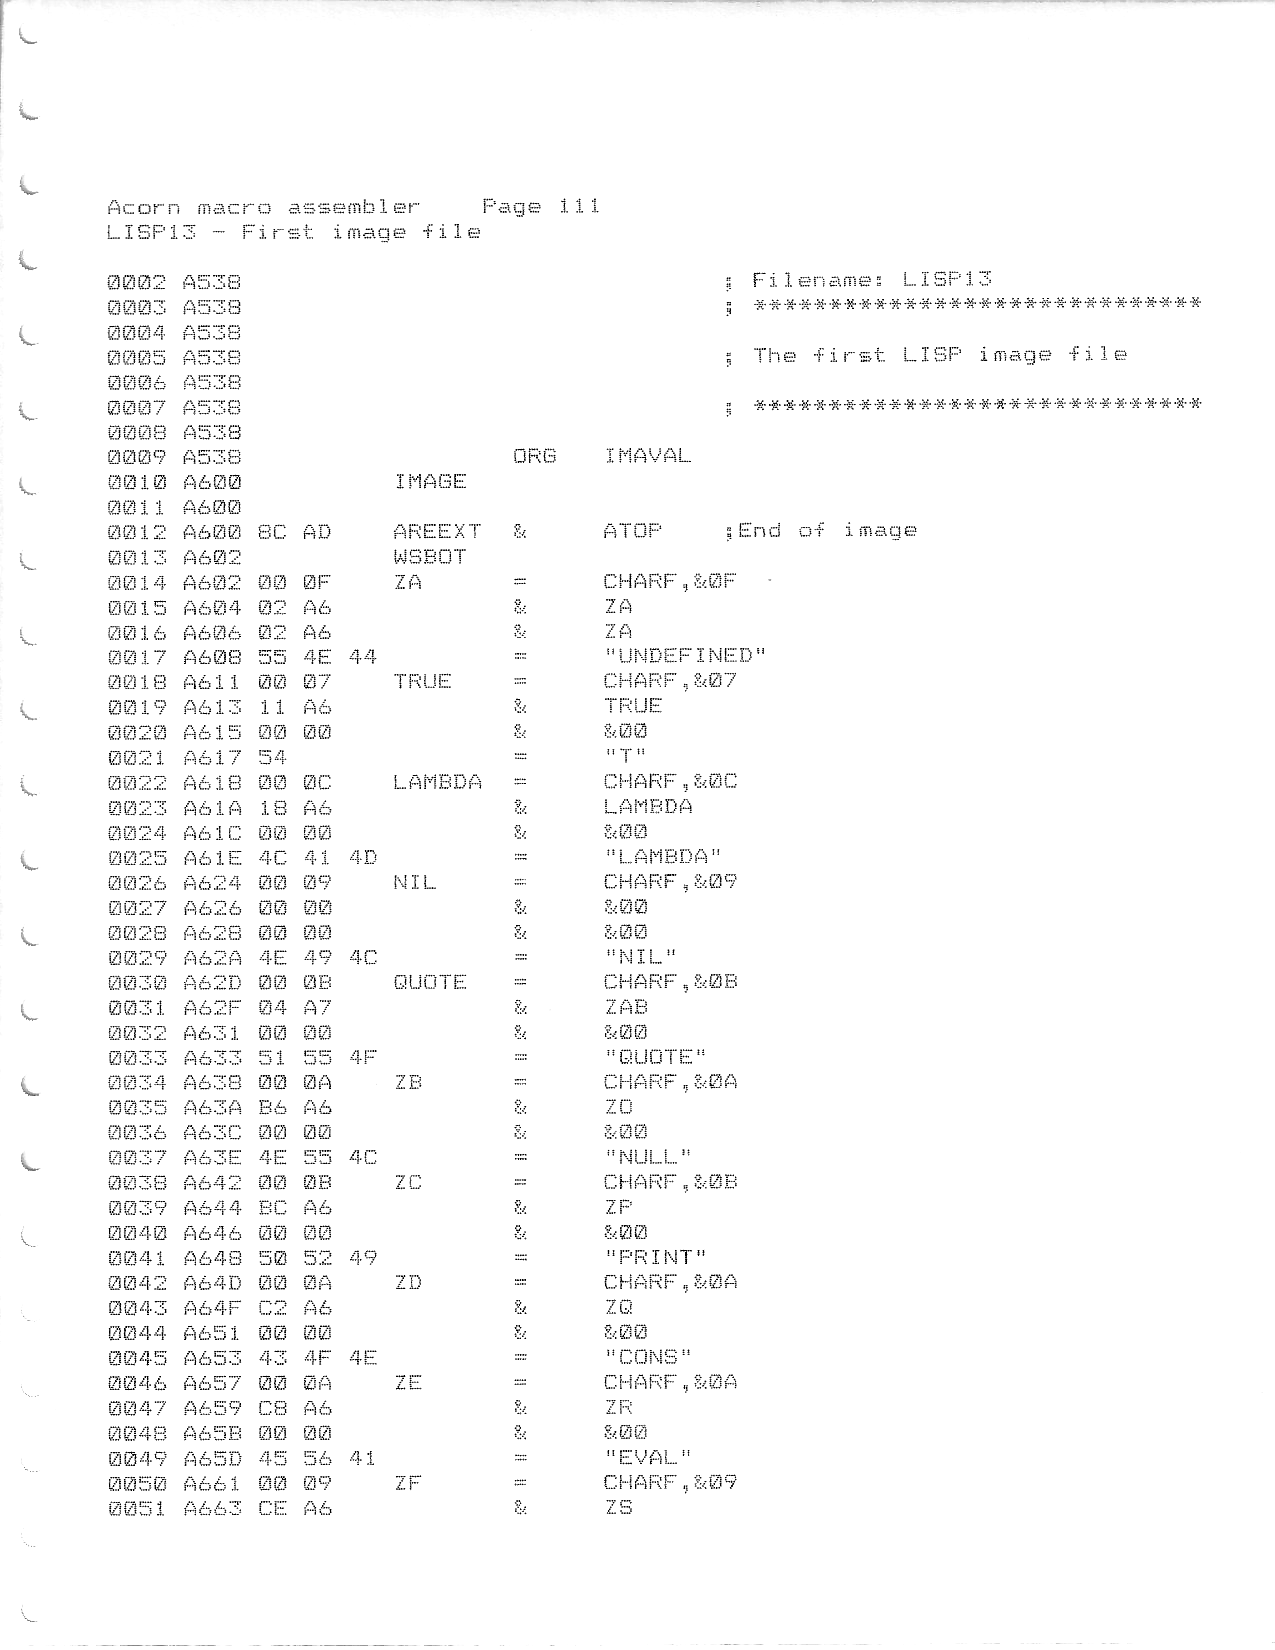 Acorn macro assembler    Page 111
LISP13 - First image file
0002 A538                                ; Filename: LISP13
0003 A538                                ; ******************************
0004 A538
0005 A538                                ; The first LISP image file
0006 A538
0007 A538                                ; ******************************
0008 A538
0009 A538                  ORG   IMAVAL
0010 A600          IMAGE
0011 A600
0012 A600 8C AD    AREEXT  &     ATOP    ;End of image
0013 A602          WSBOT
0014 A602 00 0F    ZA      =     CHARF,&0F
0015 A604 02 A6            &     ZA
0016 A606 02 A6            &     ZA
0017 A608 55 4E 44         =     "UNDEFINED"
0018 A611 00 07    TRUE    =     CHARF,&07
0019 A613 11 A6            &     TRUE
0020 A615 00 00            &     &00
0021 A617 54               =     "T"
0022 A618 00 0C    LAMBDA  =     CHARF,&0C
0023 A61A 18 A6            &     LAMBDA
0024 A61C 00 00            &     &00
0025 A61E 4C 41 4D         =     "LAMBDA"
0026 A624 00 09    NIL     =     CHARF,&09
0027 A626 00 00            &     &00
0028 A628 00 00            &     &00
0029 A62A 4E 49 4C         =     "NIL"
0030 A62D 00 0B    QUOTE   =     CHARF,&0B
0031 A62F 04 A7            &     ZAB
0032 A631 00 00            &     &00
0033 A633 51 55 4F         =     "QUOTE"
0034 A638 00 0A    ZB      =     CHARF,&0A
0035 A63A B6 A6            &     ZO
0036 A63C 00 00            &     &00
0037 A63E 4E 55 4C         =     "NULL"
0038 A642 00 0B    ZC      =     CHARF,&0B
0039 A644 BC A6            &     ZP
0040 A646 00 00            &     &00
0041 A648 50 52 49         =     "PRINT"
0042 A64D 00 0A    ZD      =     CHARF,&0A
0043 A64F C2 A6            &     ZQ
0044 A651 00 00            &     &00
0045 A653 43 4F 4E         =     "CONS"
0046 A657 00 0A    ZE      =     CHARF,&0A
0047 A659 C8 A6            &     ZR
0048 A65B 00 00            &     &00
0049 A65D 45 56 41         =     "EVAL"
0050 A661 00 09    ZF      =     CHARF,&09
0051 A663 CE A6            &     ZS